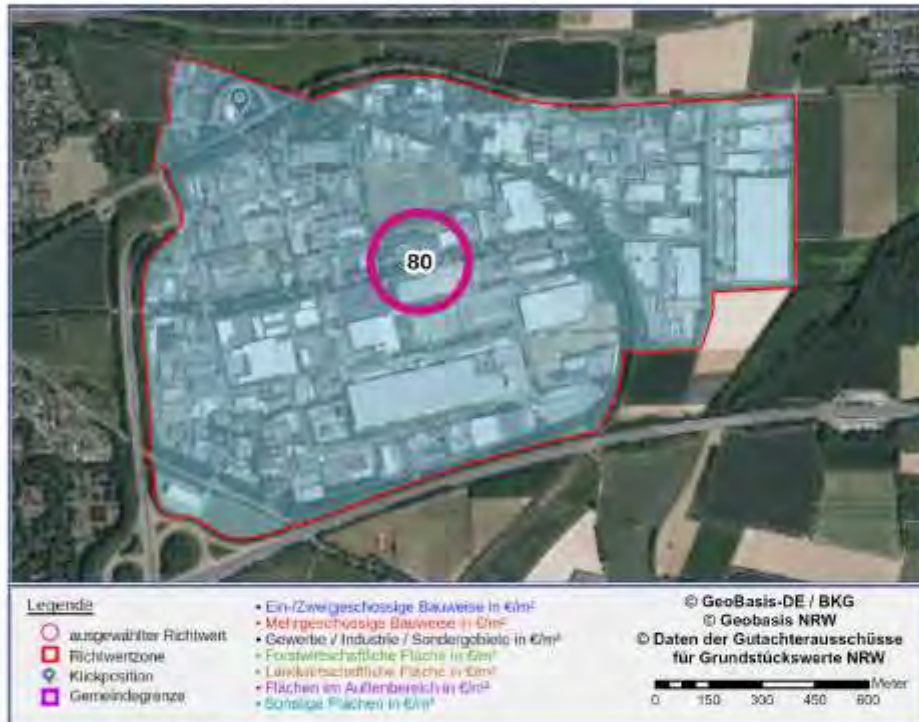 80
Legende
ausgewählter Richtwert
Richtwertzone
Klickposition
Gemeindegrenze
• Ein-/Zweigeschossige Bauweise in €/m²
• Mehrgeschossige Bauweise in €/m²
• Gewerbe / Industrie / Sondergebiete in €/m²
• Forstwirtschaftliche Fläche in €/m²
• Landwirtschaftliche Fläche in €/m²
• Flächen im Außenbereich in €/m²
• Sonstige Flächen in €/m²
© GeoBasis-DE / BKG
© Geobasis NRW
© Daten der Gutachterausschüsse
für Grundstückswerte NRW
Meter
0 150 300 450 600